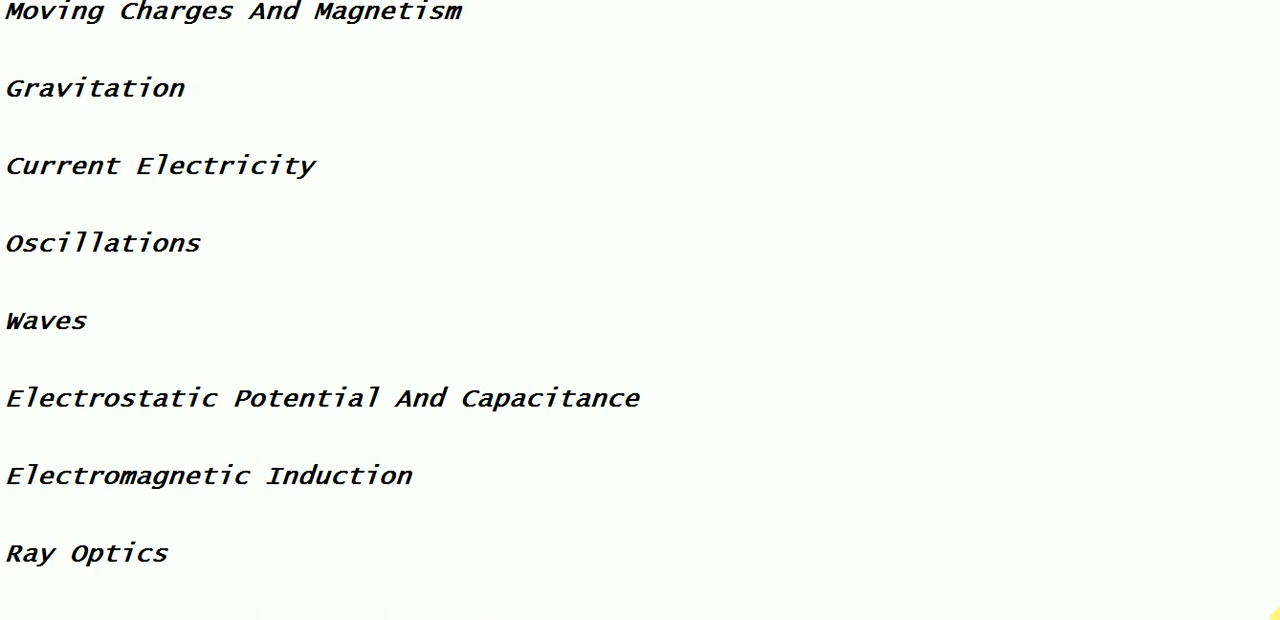 Moving Charges And Magnetism
Gravitation
Current Electricity
Oscillations
Waves
Electrostatic Potential And Capacitance
Electromagnetic Induction
Ray Optics